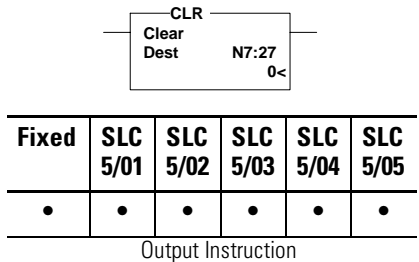 CLR
Clear
Dest N7:27
0<
Fixed SLC 5/01 SLC 5/02 SLC 5/03 SLC 5/04 SLC 5/05
• • • • • •
Output Instruction